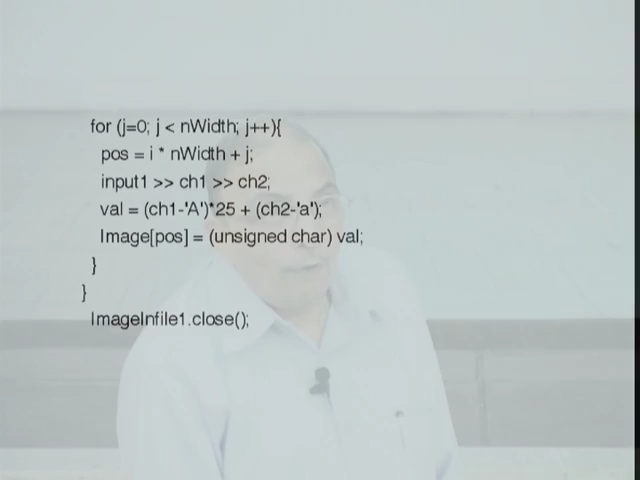 for (j=0; j < nWidth; j++){
pos = i * nWidth + j;
input1 >> ch1 >> ch2;
val = (ch1-'A')*25 + (ch2-'a');
Image[pos] = (unsigned char) val;
}
}
ImageInfile1.close();